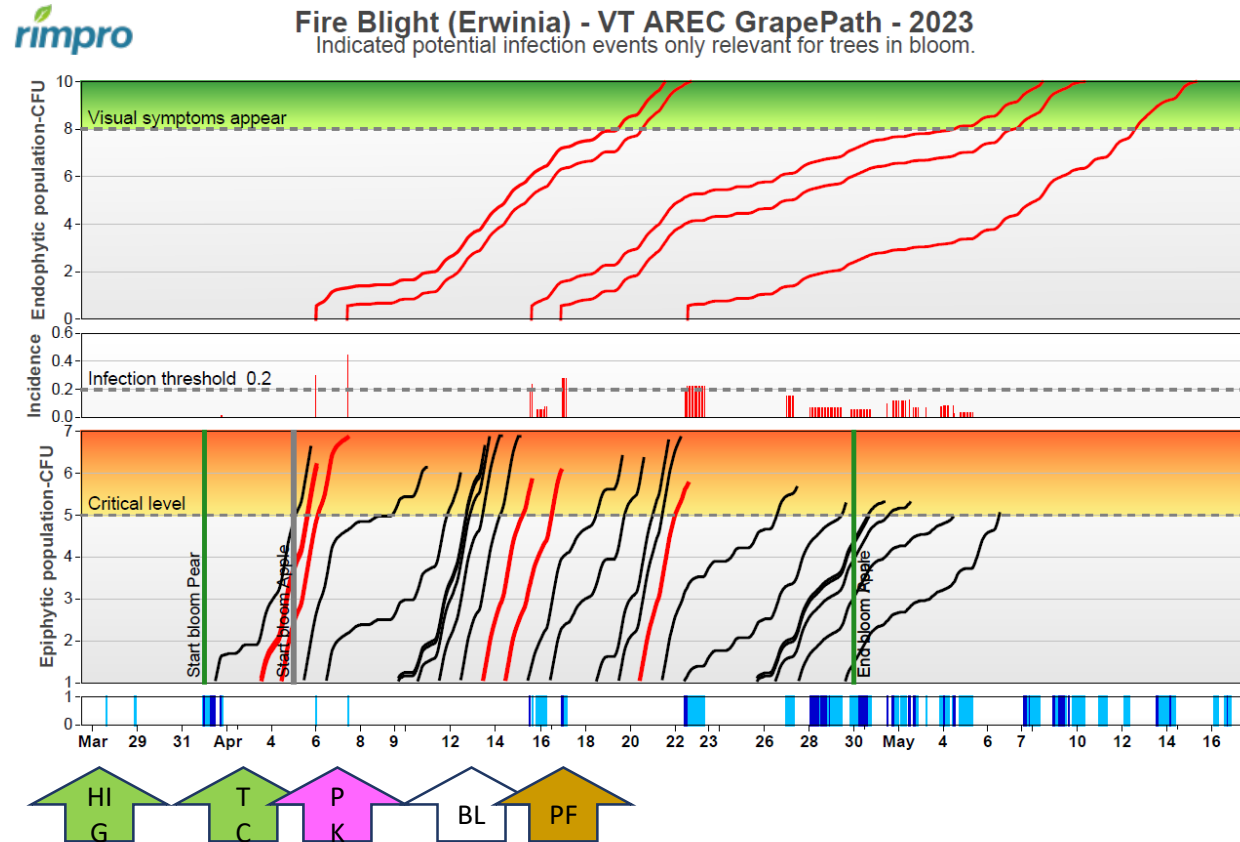 rimpro
Fire Blight (Erwinia) - VT AREC GrapePath - 2023
Indicated potential infection events only relevant for trees in bloom.
Endophytic population-CFU
10
8
6
4
2
0
Visual symptoms appear
Incidence
0.6
0.4
0.2
0.0
Infection threshold 0.2
Epiphytic population-CFU
7
6
5
4
3
2
1
Critical level
Start bloom Pear
Start bloom Apple
End bloom Apple
1
0
Mar 29 31 Apr 4 6 7 9 12 14 16 18 20 22 23 26 28 30 May 4 6 7 10 12 14 16
HI
G
T
C
P
K
BL
PF